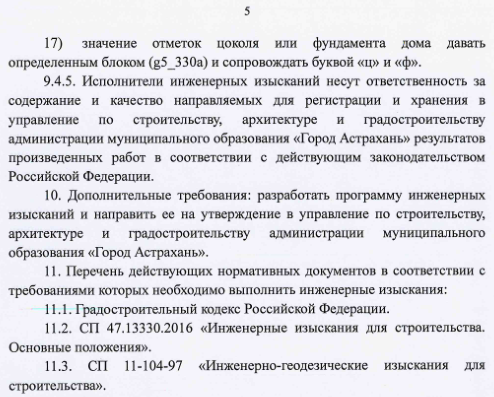 5
17) значение отметок цоколя или фундамента дома давать
определенным блоком (g5_330а) и сопровождать буквой «ц» и «ф».
9.4.5. Исполнители инженерных изысканий несут ответственность за
содержание и качество направляемых для регистрации и хранения в
управление по строительству, архитектуре и градостроительству
администрации муниципального образования «Город Астрахань» результатов
произведенных работ в соответствии с действующим законодательством
Российской Федерации.
10. Дополнительные требования: разработать программу инженерных
изысканий и направить ее на утверждение в управление по строительству,
архитектуре и градостроительству администрации муниципального
образования «Город Астрахань».
11. Перечень действующих нормативных документов в соответствии с
требованиями которых необходимо выполнить инженерные изыскания:
11.1. Градостроительный кодекс Российской Федерации.
11.2. СП 47.13330.2016 «Инженерные изыскания для строительства.
Основные положения».
11.3. СП 11-104-97 «Инженерно-геодезические изыскания для
строительства».